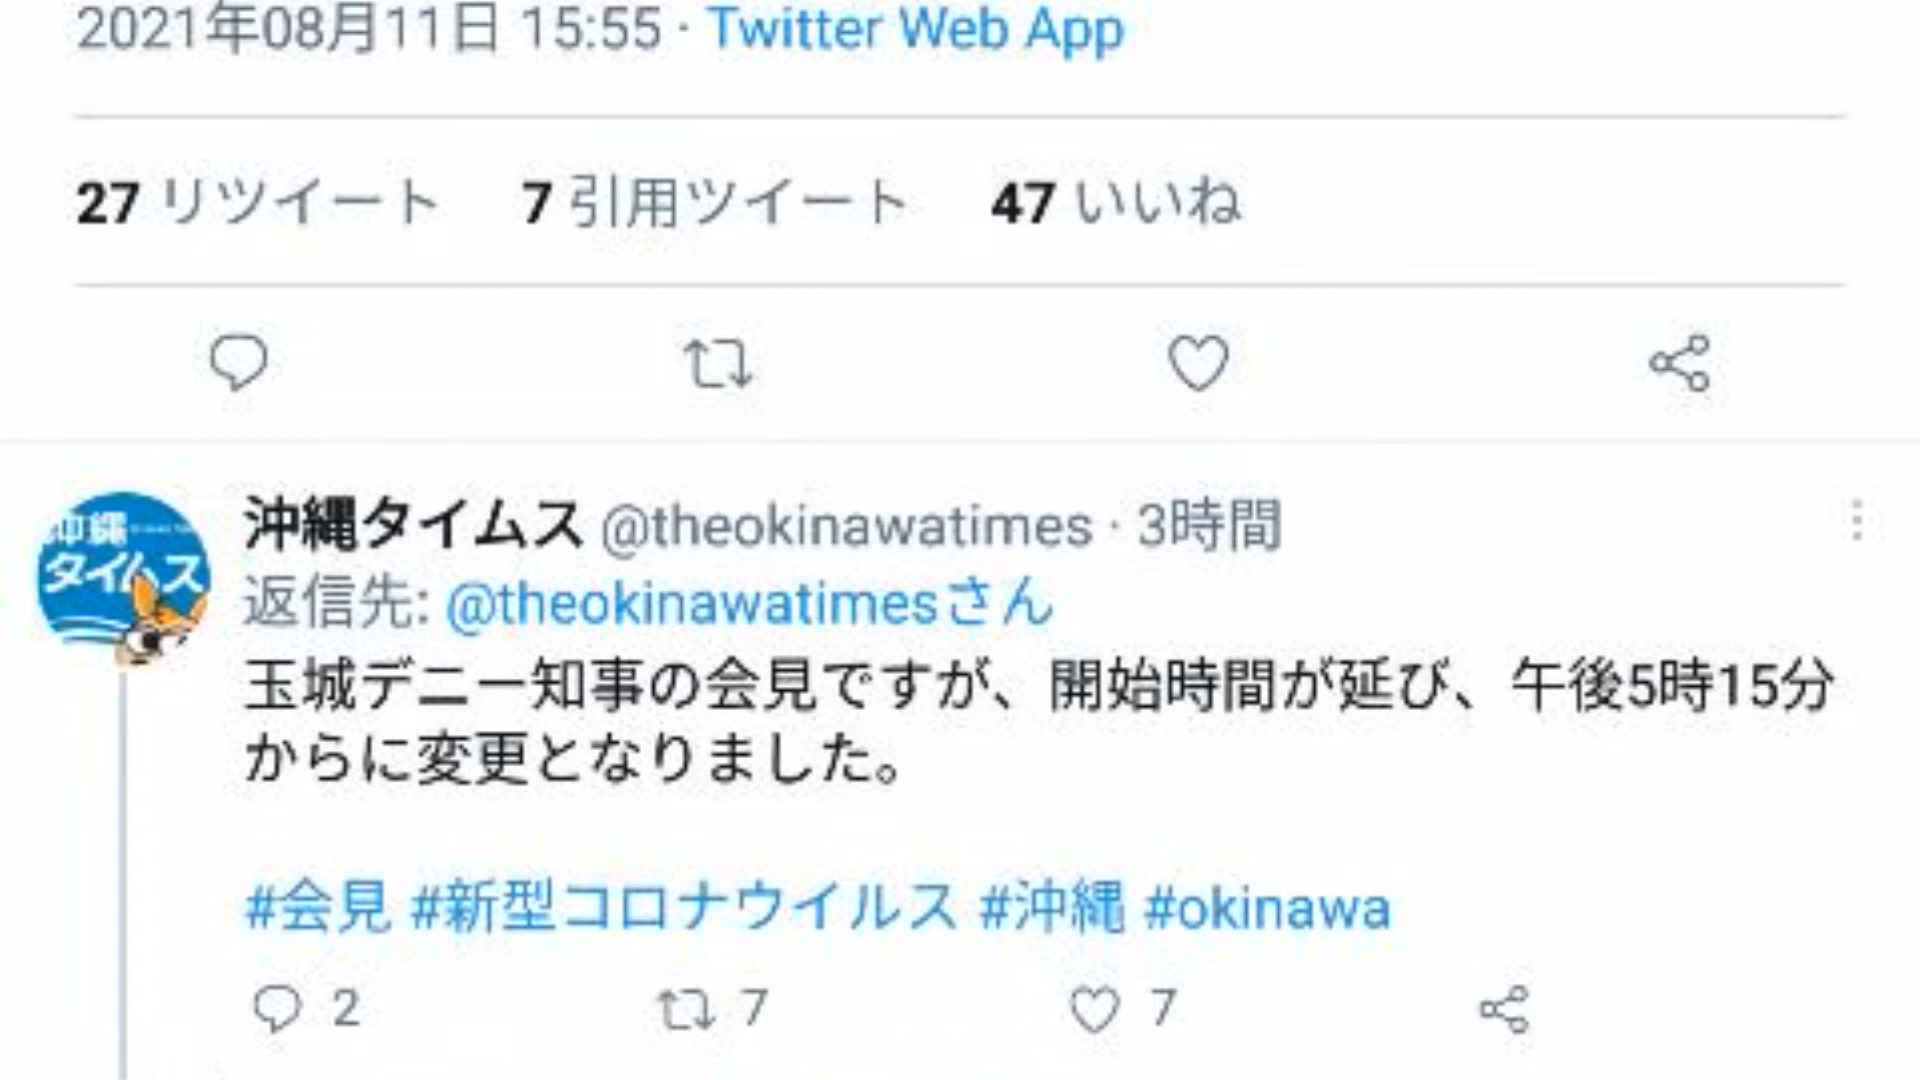 2021年08月11日 15:55 · Twitter Web App
27 リツイート 7 引用ツイート 47 いいね
沖縄タイムス @theokinawatimes · 3時間
沖縄
タイムス
返信先: @theokinawatimesさん
玉城デニー知事の会見ですが、開始時間が延び、午後5時15分
からに変更となりました。
#会見 #新型コロナウイルス #沖縄 #okinawa
2 7 7